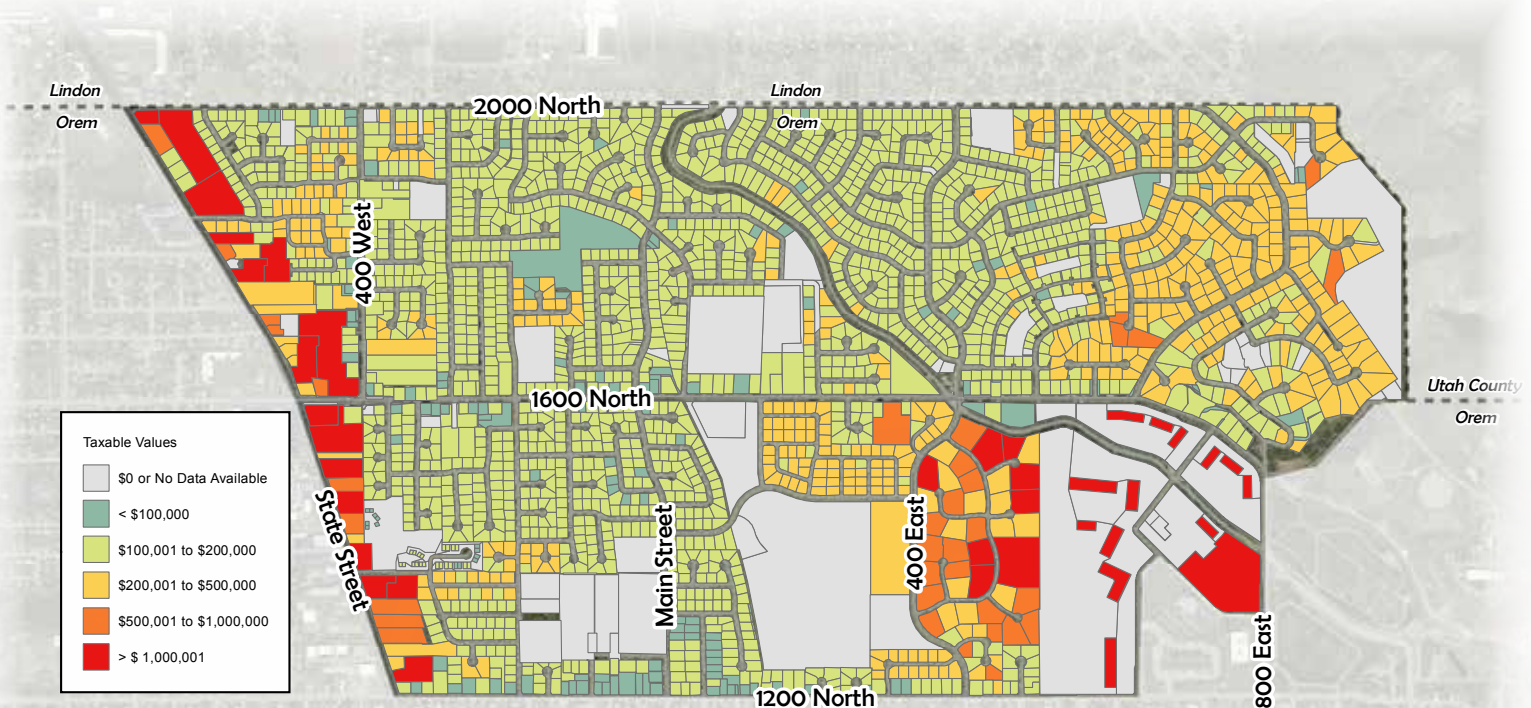 Lindon
Orem
2000 North
Lindon
Orem
400 West
1600 North
Utah County
Orem
Taxable Values
$0 or No Data Available
< $100,000
$100,001 to $200,000
$200,001 to $500,000
$500,001 to $1,000,000
> $ 1,000,001
State Street
Main Street
400 East
800 East
1200 North